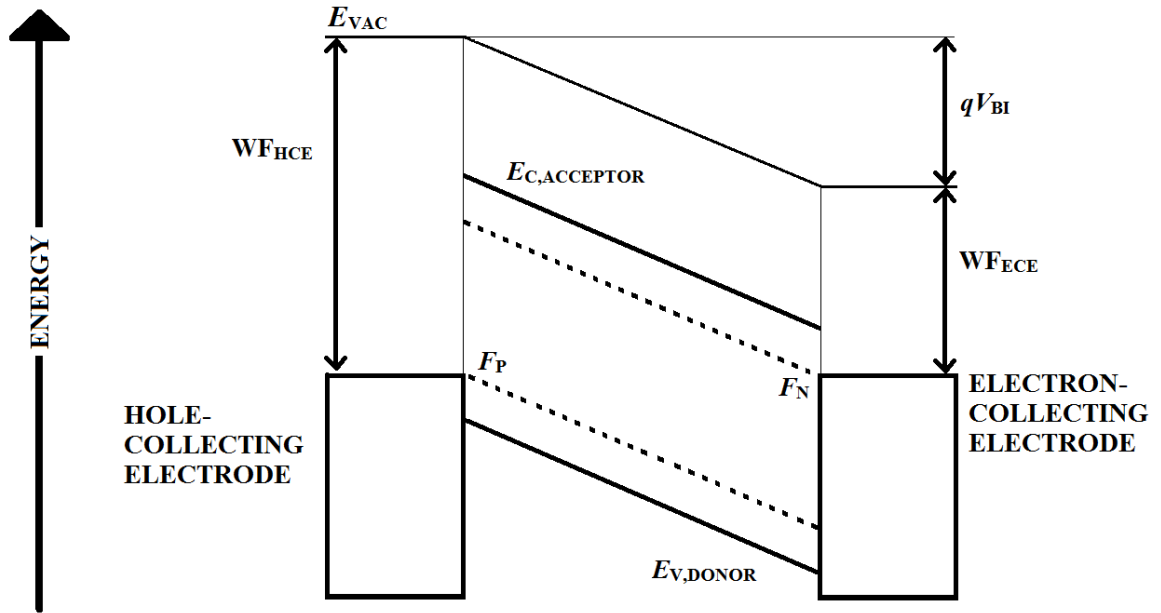 E_VAC
qV_BI
WF_HCE
E_C,ACCEPTOR
WF_ECE
ENERGY
F_P
F_N
HOLE-
COLLECTING
ELECTRODE
ELECTRON-
COLLECTING
ELECTRODE
E_V,DONOR